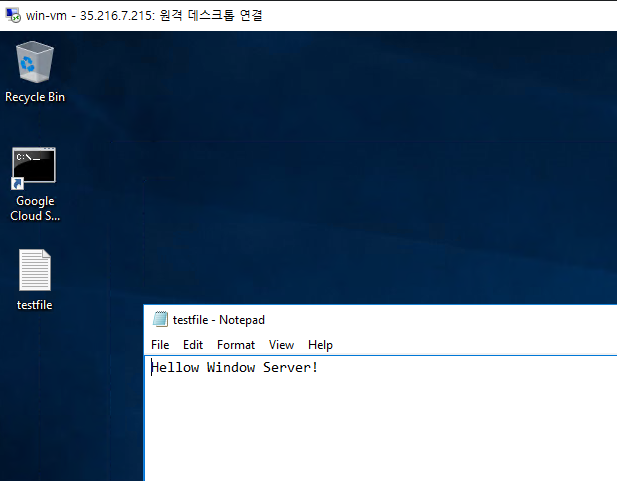 win-vm - 35.216.7.215: 원격 데스크톱 연결
Recycle Bin
Google
Cloud S...
testfile
testfile - Notepad
File Edit Format View Help
Hellow Window Server!